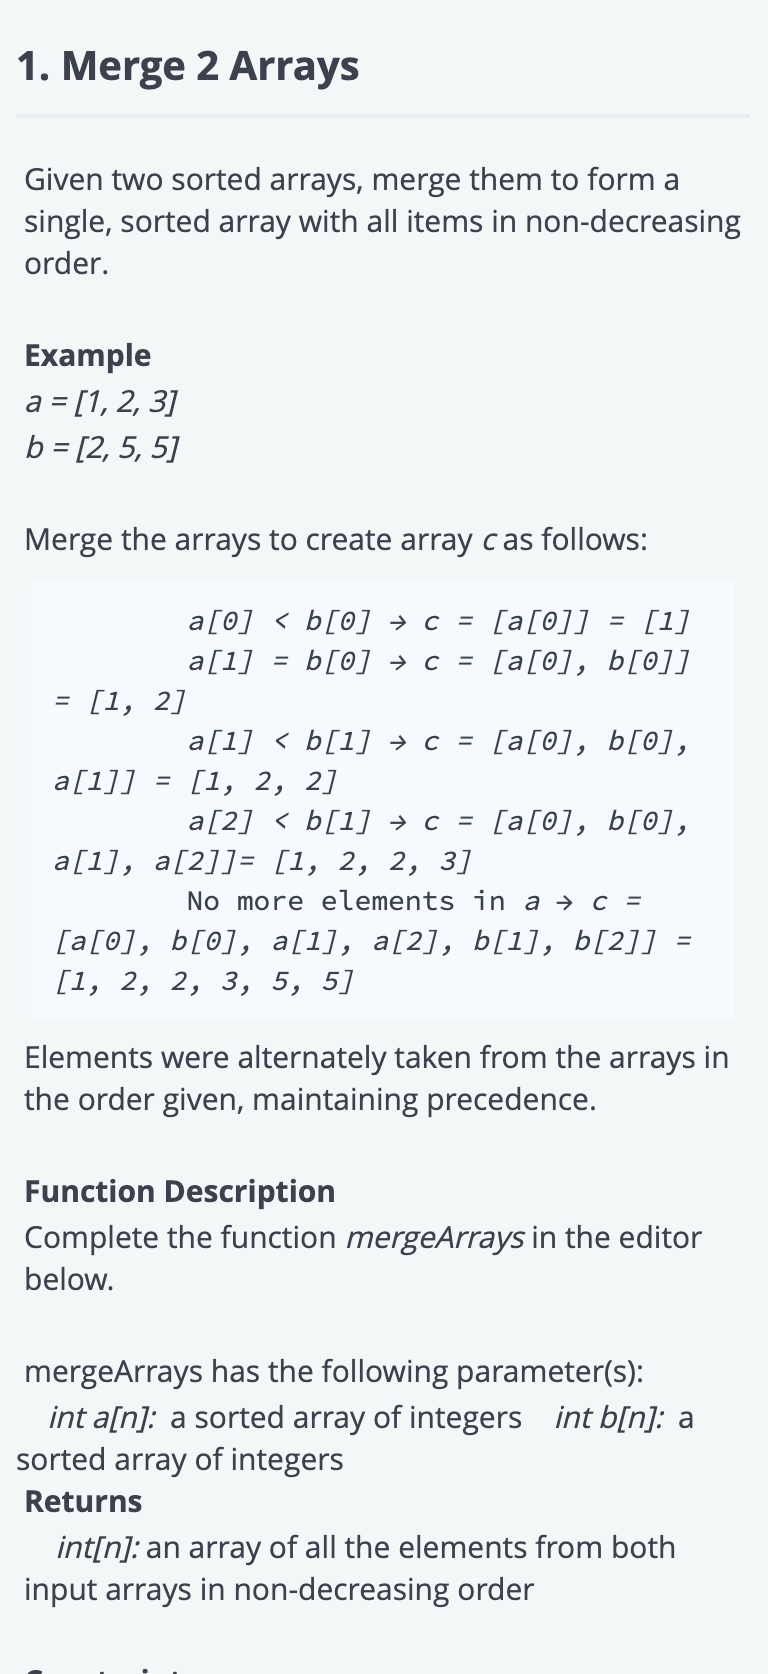 1. Merge 2 Arrays
Given two sorted arrays, merge them to form a
single, sorted array with all items in non-decreasing
order.
Example
a = [1, 2, 3]
b = [2, 5, 5]
Merge the arrays to create array c as follows:
a[0] < b[0] → c = [a[0]] = [1]
a[1] = b[0] → c = [a[0], b[0]]
= [1, 2]
a[1] < b[1] → c = [a[0], b[0],
a[1]] = [1, 2, 2]
a[2] < b[1] → c = [a[0], b[0],
a[1], a[2]]= [1, 2, 2, 3]
No more elements in a → c =
[a[0], b[0], a[1], a[2], b[1], b[2]] =
[1, 2, 2, 3, 5, 5]
Elements were alternately taken from the arrays in
the order given, maintaining precedence.
Function Description
Complete the function mergeArrays in the editor
below.
mergeArrays has the following parameter(s):
int a[n]: a sorted array of integers int b[n]: a
sorted array of integers
Returns
int[n]: an array of all the elements from both
input arrays in non-decreasing order